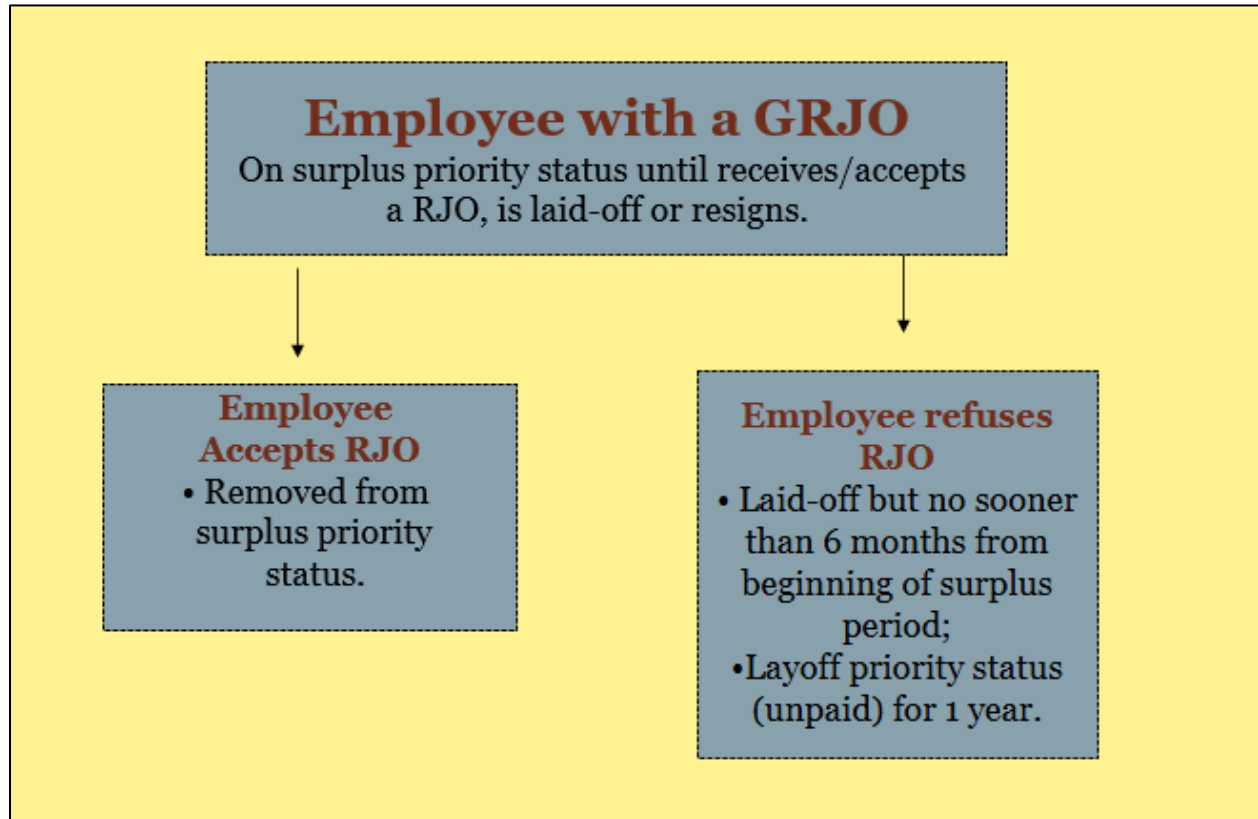 Employee with a GRJO
On surplus priority status until receives/accepts
a RJO, is laid-off or resigns.
Employee
Accepts RJO
• Removed from
surplus priority
status.
Employee refuses
RJO
• Laid-off but no sooner
than 6 months from
beginning of surplus
period;
•Layoff priority status
(unpaid) for 1 year.